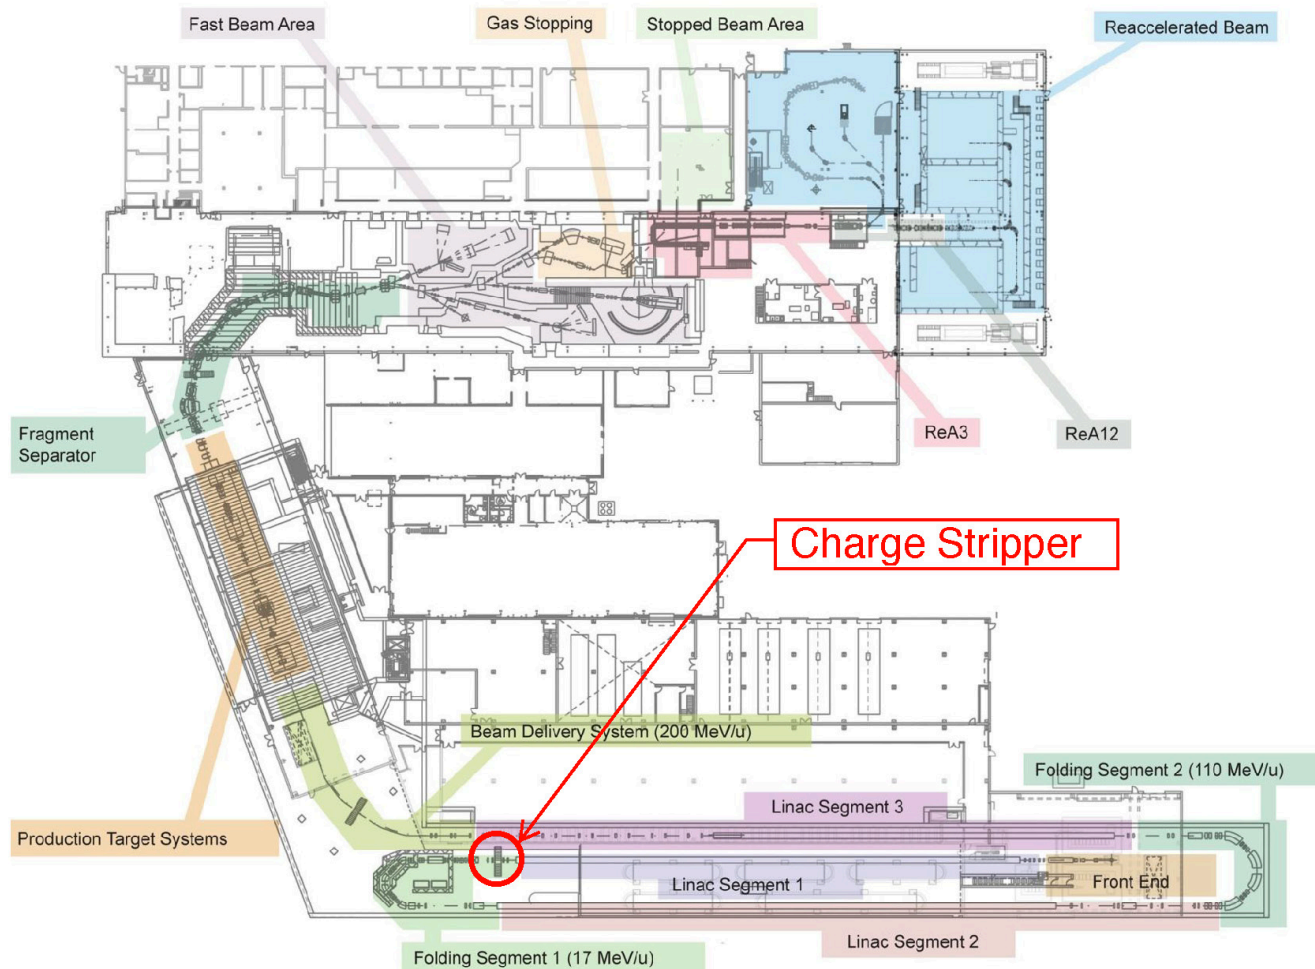 Fast Beam Area
Gas Stopping
Stopped Beam Area
Reaccelerated Beam
Fragment
Separator
ReA3
ReA12
Charge Stripper
Beam Delivery System (200 MeV/u)
Folding Segment 2 (110 MeV/u)
Production Target Systems
Linac Segment 3
Linac Segment 1
Front End
Linac Segment 2
Folding Segment 1 (17 MeV/u)